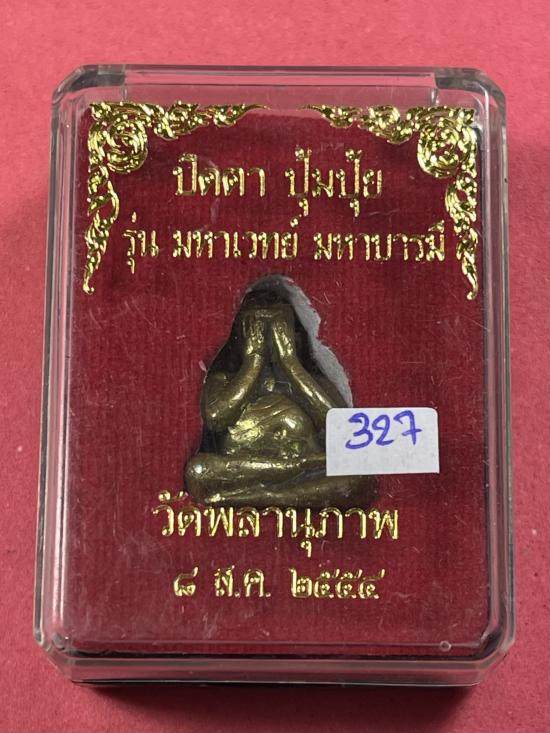 ปิดตา ปุ้มปุ้ย
รุ่น มหาเวทย์ มหาบารมี
327
วัดพลานุภาพ
๘ ส.ค. ๒๕๕๔